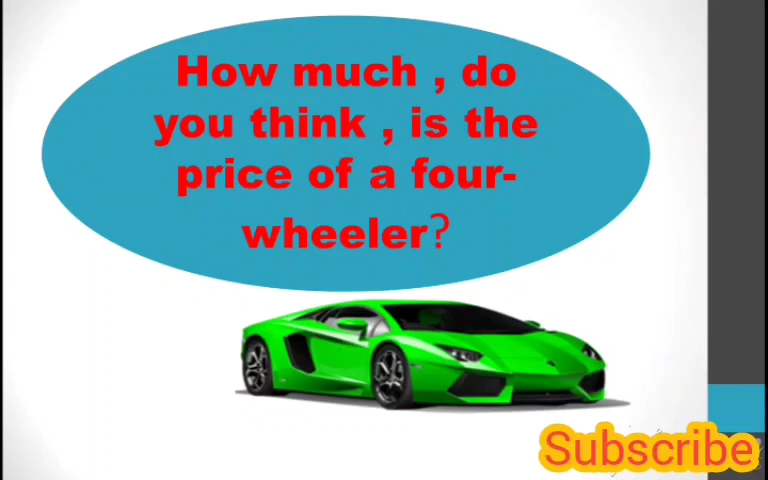 How much , do
you think , is the
price of a four-
wheeler?
Subscribe